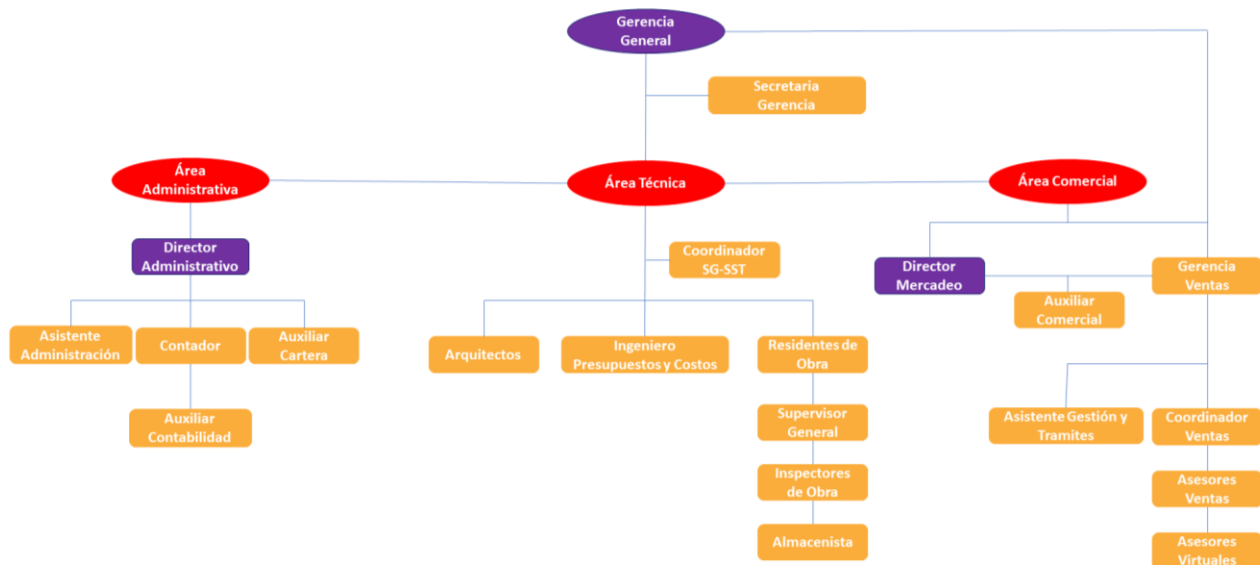 Gerencia
General
Secretaria
Gerencia
Área
Administrativa
Área Técnica
Área Comercial
Director
Administrativo
Coordinador
SG-SST
Director
Mercadeo
Gerencia
Ventas
Auxiliar
Comercial
Asistente
Administración
Contador
Auxiliar
Cartera
Arquitectos
Ingeniero
Presupuestos y Costos
Residentes de
Obra
Auxiliar
Contabilidad
Supervisor
General
Asistente Gestión y
Tramites
Coordinador
Ventas
Inspectores
de Obra
Asesores
Ventas
Almacenista
Asesores
Virtuales